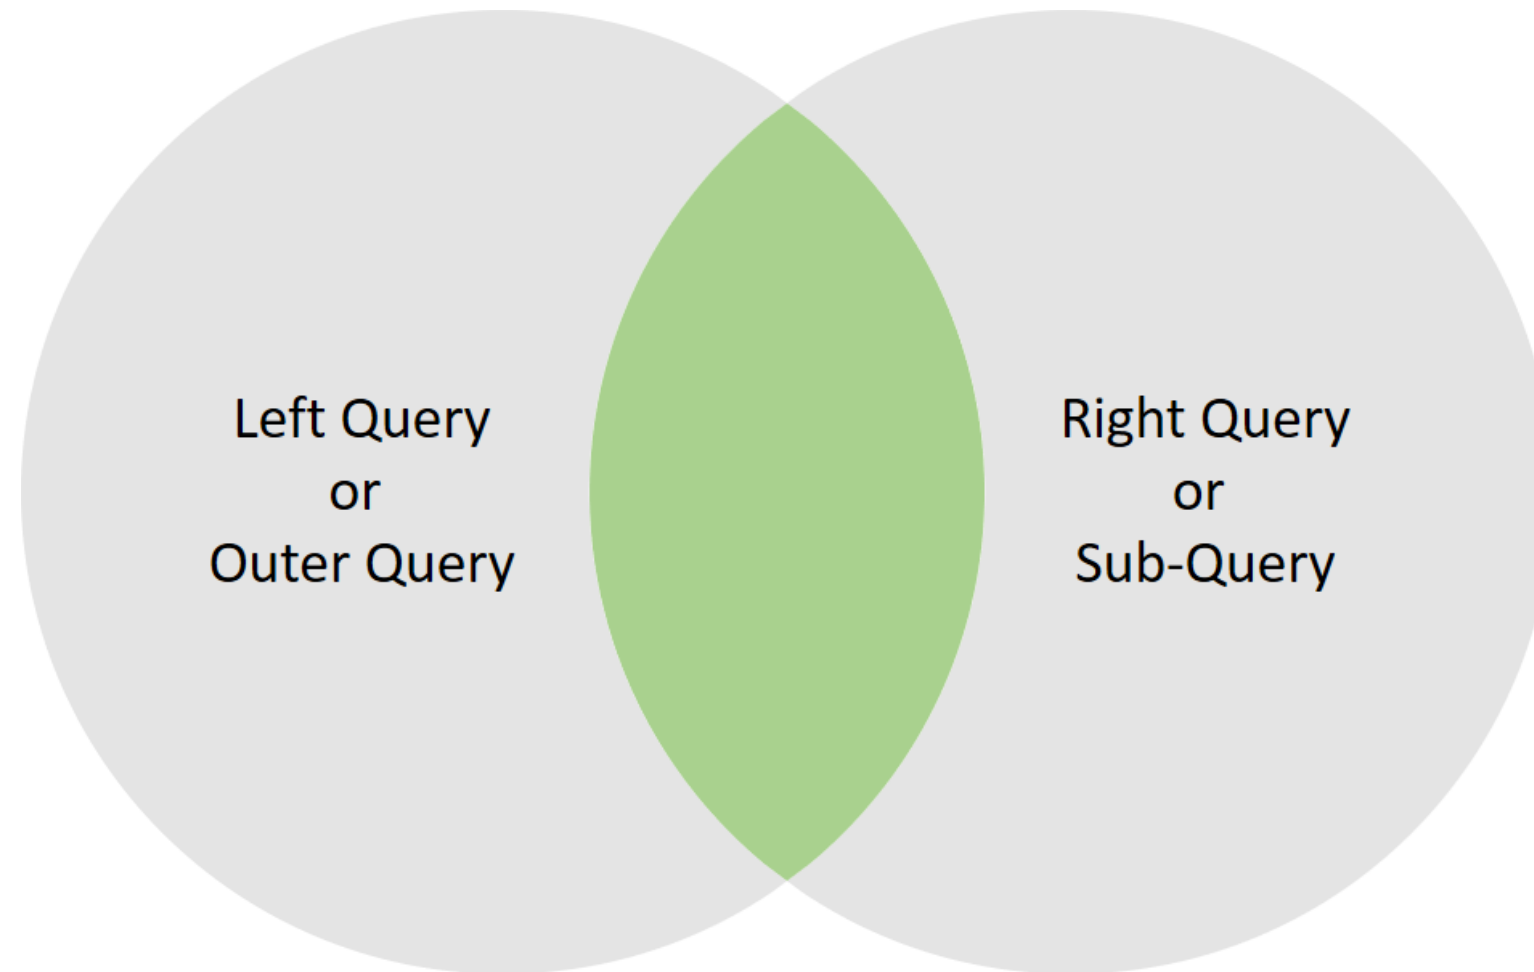 Left Query
or
Outer Query
Right Query
or
Sub-Query